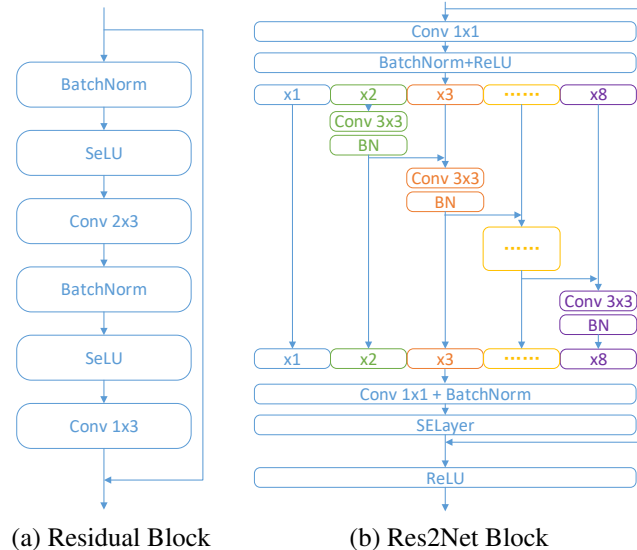 BatchNorm
SeLU
Conv 2x3
BatchNorm
SeLU
Conv 1x3
(a) Residual Block
Conv 1x1
BatchNorm+ReLU
x1 x2 x3 ...... x8
Conv 3x3
BN
Conv 3x3
BN
......
Conv 3x3
BN
x1 x2 x3 ...... x8
Conv 1x1 + BatchNorm
SELayer
ReLU
(b) Res2Net Block